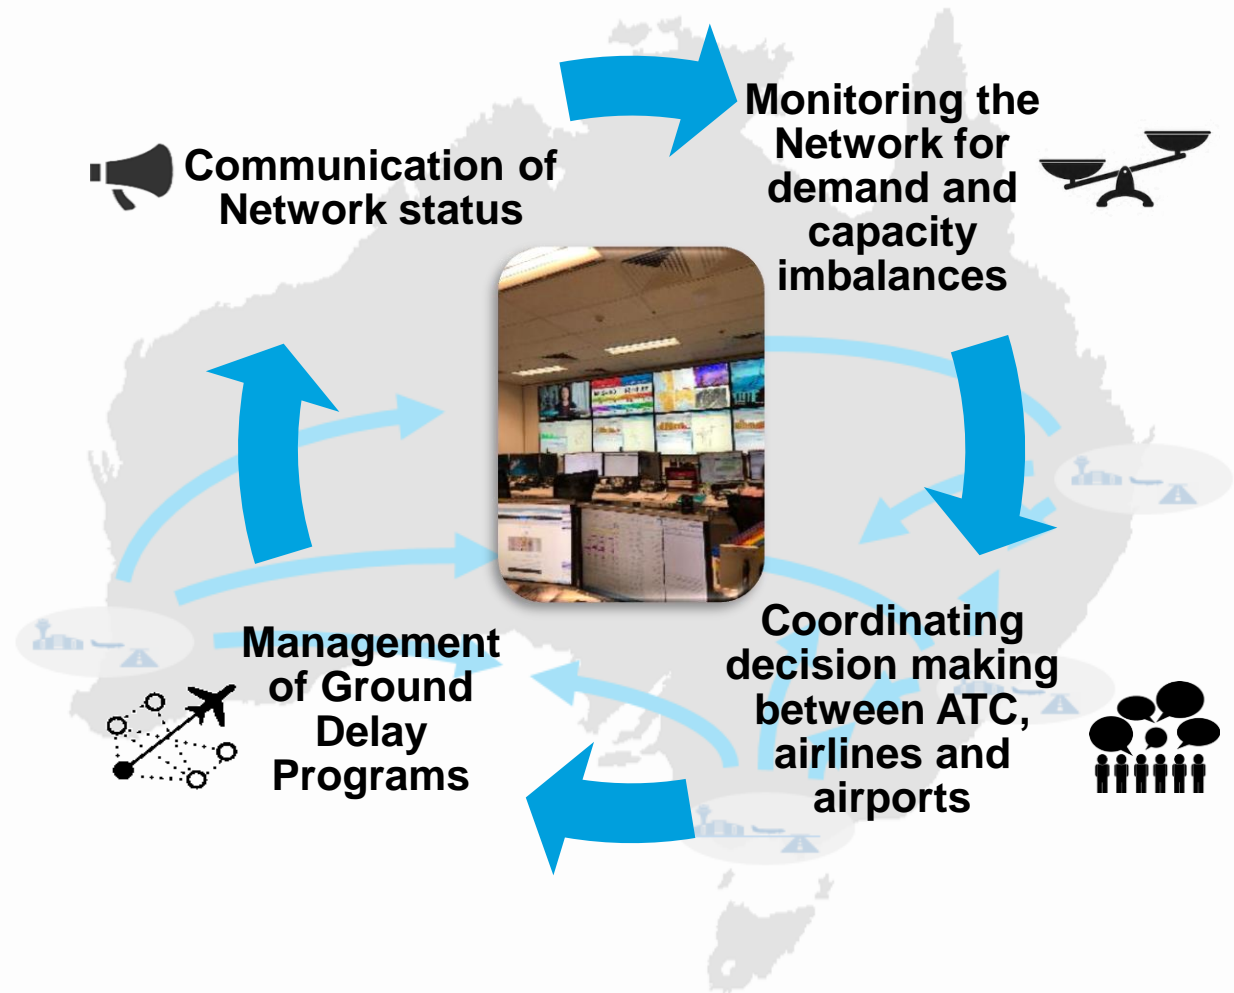 Communication of
Network status
Monitoring the
Network for
demand and
capacity
imbalances
Coordinating
decision making
between ATC,
airlines and
airports
Management
of Ground
Delay
Programs